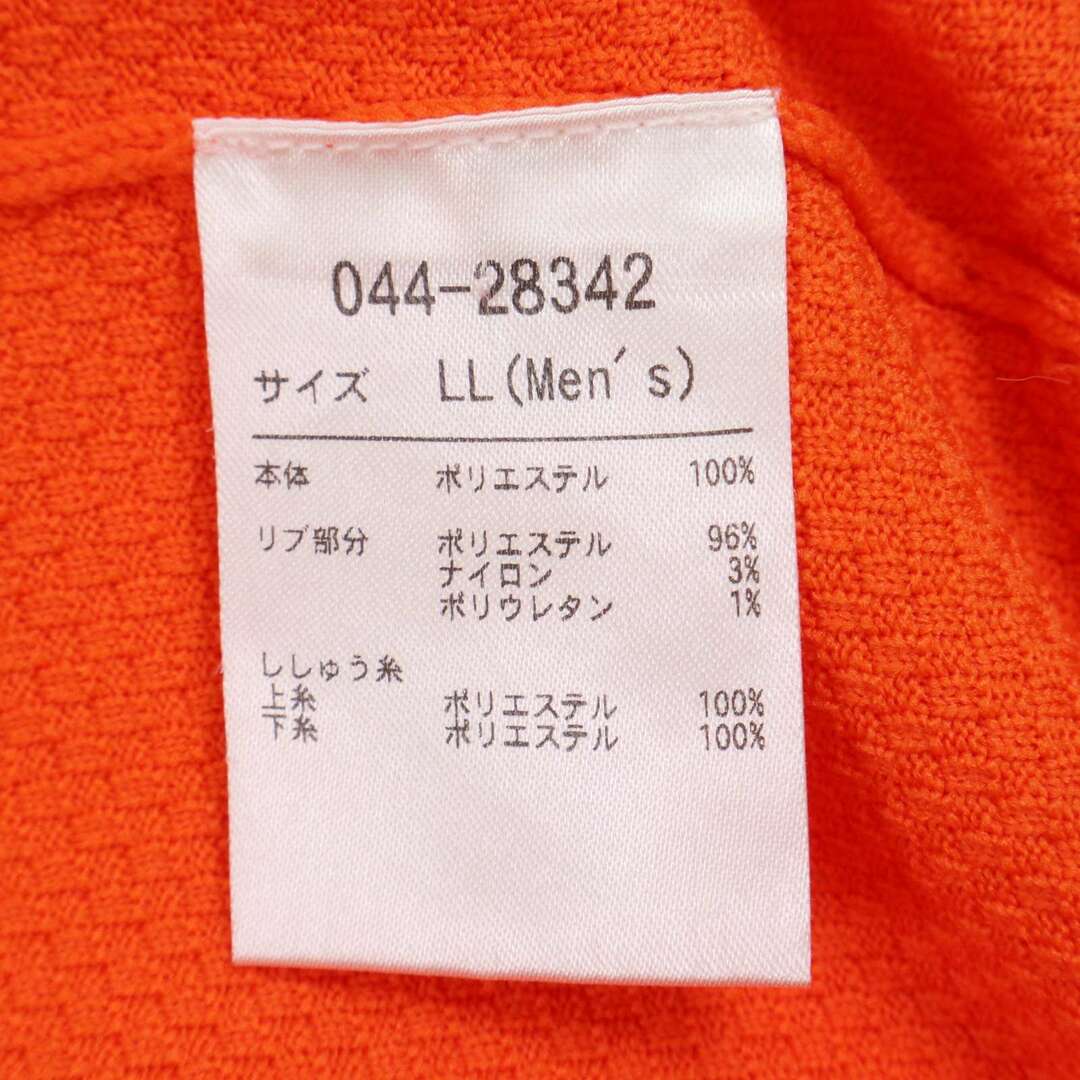 044-28342
サイズ LL(Men's)
本体 ポリエステル 100%
リブ部分 ポリエステル 96%
ナイロン 3%
ポリウレタン 1%
ししゅう糸
上糸 ポリエステル 100%
下糸 ポリエステル 100%